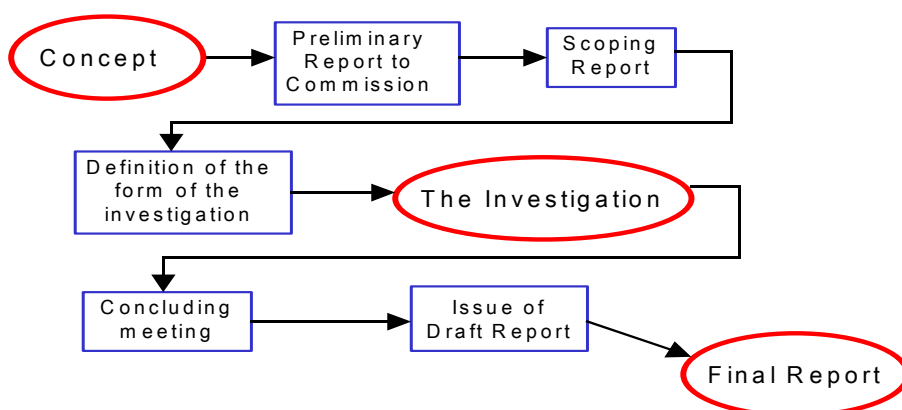 Concept
Preliminary
Report to
Commission
Scoping
Report
Definition of the
form of the
investigation
The Investigation
Concluding
meeting
Issue of
Draft Report
Final Report